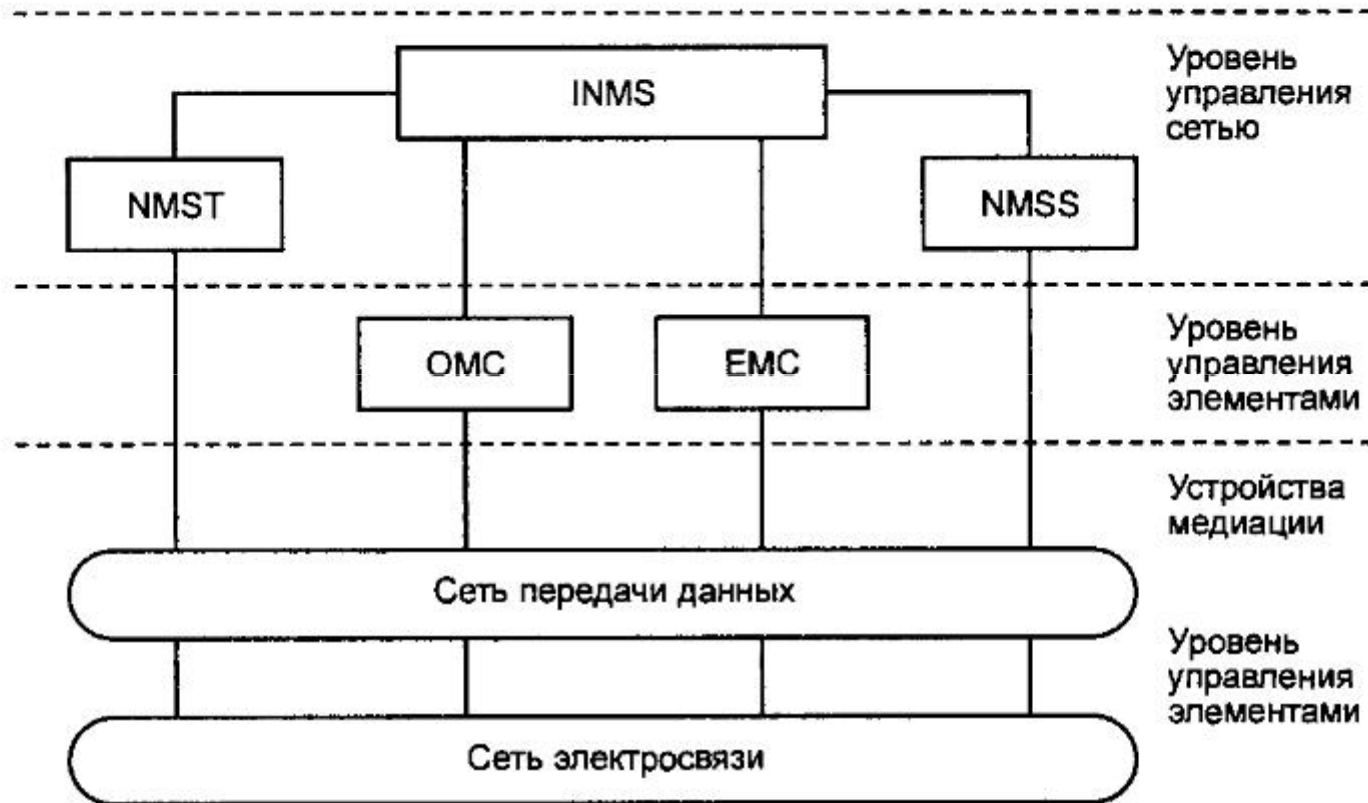 INMS
Уровень
управления
сетью
NMST
NMSS
OMC
EMC
Уровень
управления
элементами
Устройства
медиации
Сеть передачи данных
Уровень
управления
элементами
Сеть электросвязи